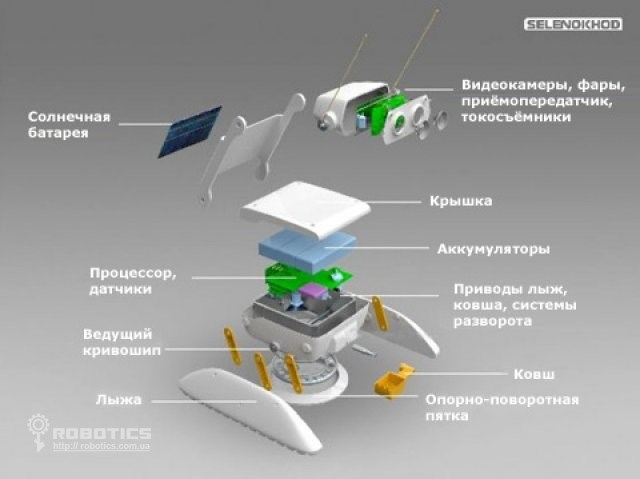 SELENOKHOD
Видеокамеры, фары,
приёмопередатчик,
токосъёмники
Солнечная
батарея
Крышка
Аккумуляторы
Процессор,
датчики
Приводы лыж,
ковша, системы
разворота
Ведущий
кривошип
Ковш
Лыжа
Опорно-поворотная
пятка
ROBOTICS
http://robotics.com.ua